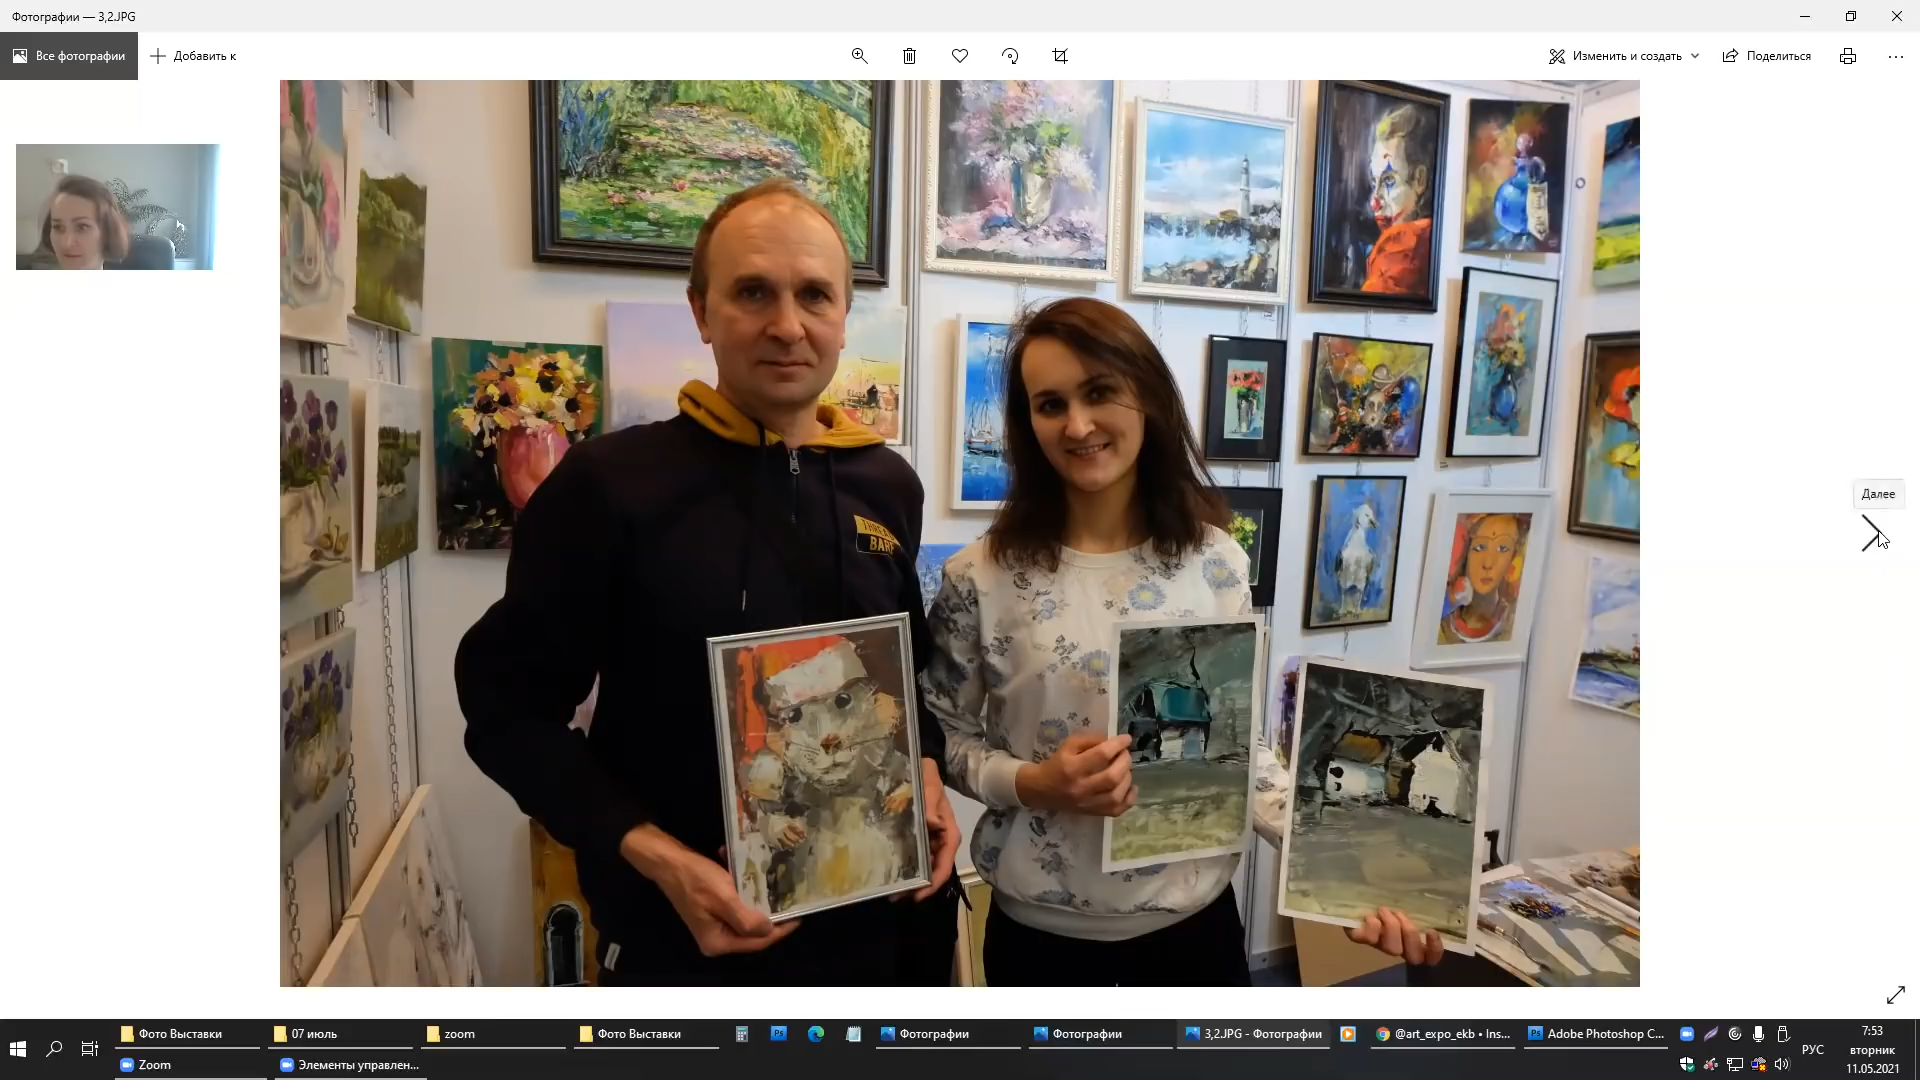 Фотографии — 3,2.JPG
Все фотографии
Добавить к
Изменить и создать
Поделиться
Далее
BARE
Фото Выставки
07 июль
zoom
Фото Выставки
Фотографии
Фотографии
3,2.JPG - Фотографии
@art_expo_ekb • Ins...
Adobe Photoshop C...
Zoom
Элементы управлен...
РУС
7:53
вторник
11.05.2021